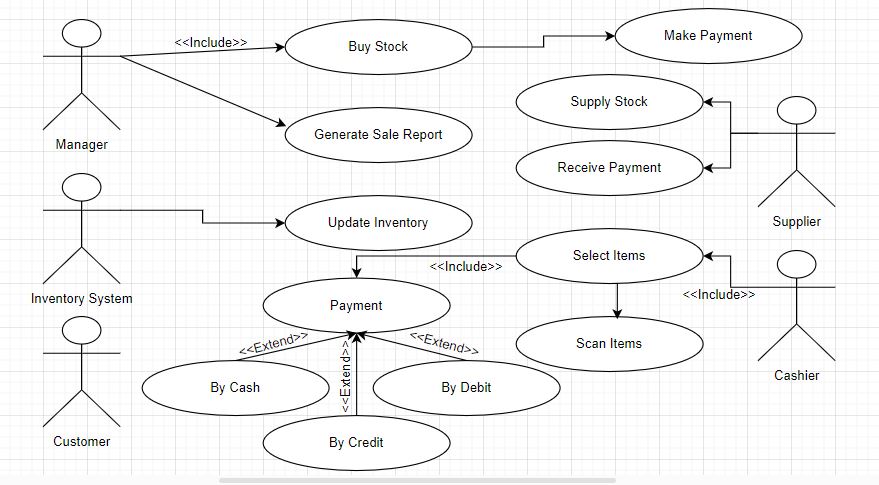 <<Include>>
Buy Stock
Make Payment
Manager
Generate Sale Report
Supply Stock
Receive Payment
Supplier
Update Inventory
Inventory System
Select Items
<<Include>>
<<Include>>
Payment
Scan Items
Cashier
<<Extend>>
<<Extend>>
<<Extend>>
By Cash
By Debit
By Credit
Customer